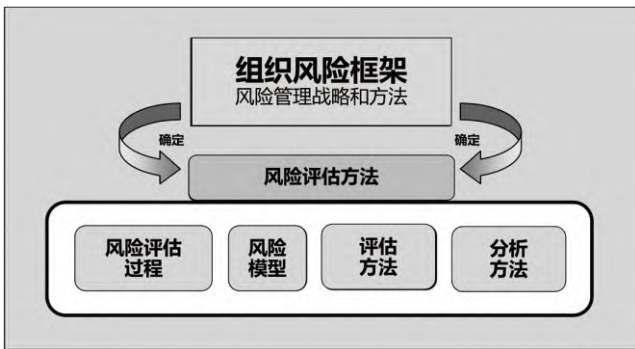 组织风险框架
风险管理战略和方法
确定
确定
风险评估方法
风险评估
过程
风险
模型
评估
方法
分析
方法